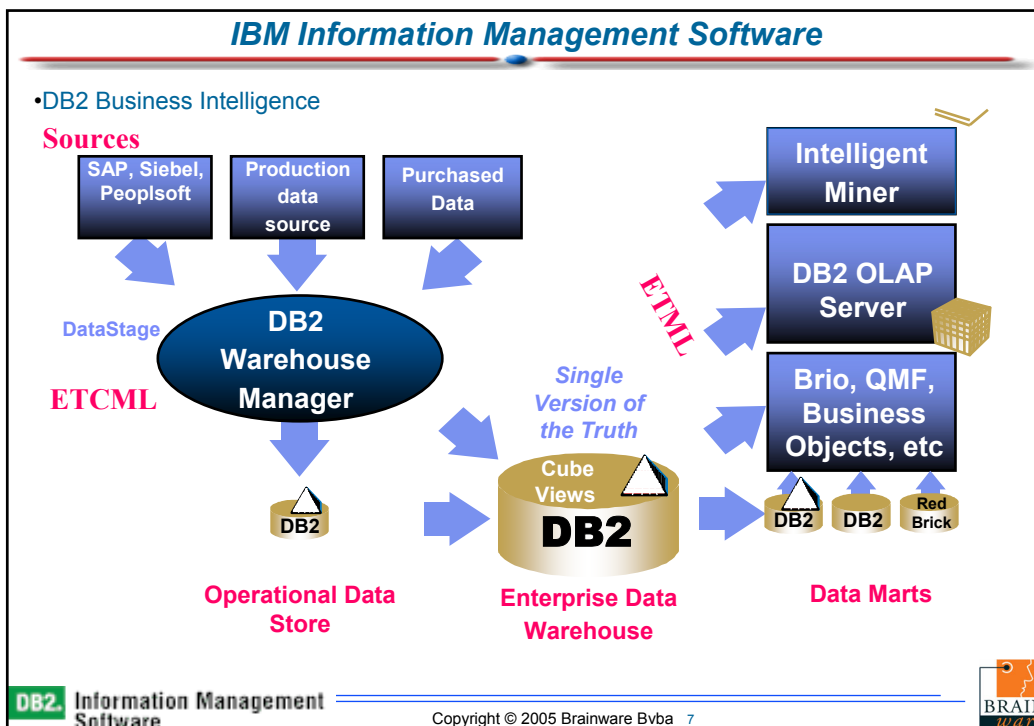 IBM Information Management Software
•DB2 Business Intelligence
Sources
SAP, Siebel,
Peoplsoft
Production
data
source
Purchased
Data
DataStage
DB2
Warehouse
Manager
ETCML
DB2
Operational Data
Store
Single
Version of
the Truth
Cube
Views
DB2
Enterprise Data
Warehouse
ETML
Intelligent
Miner
DB2 OLAP
Server
Brio, QMF,
Business
Objects, etc
DB2
DB2
Red
Brick
Data Marts
DB2. Information Management
Software
Copyright © 2005 Brainware Bvba 7
BRAI
war